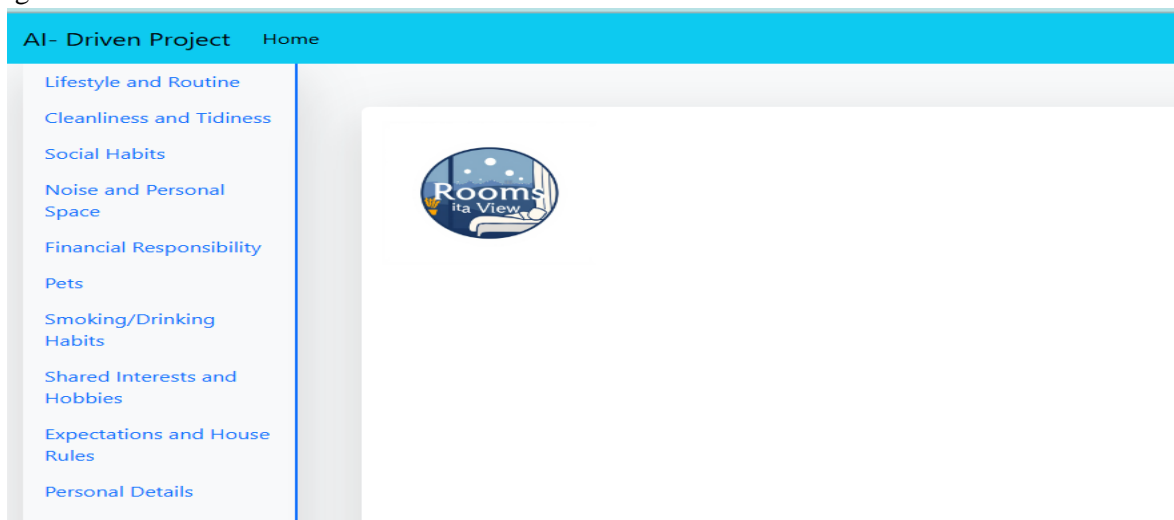 AI- Driven Project Home
Lifestyle and Routine
Cleanliness and Tidiness
Social Habits
Noise and Personal
Space
Financial Responsibility
Pets
Smoking/Drinking
Habits
Shared Interests and
Hobbies
Expectations and House
Rules
Personal Details
Rooms
ita View